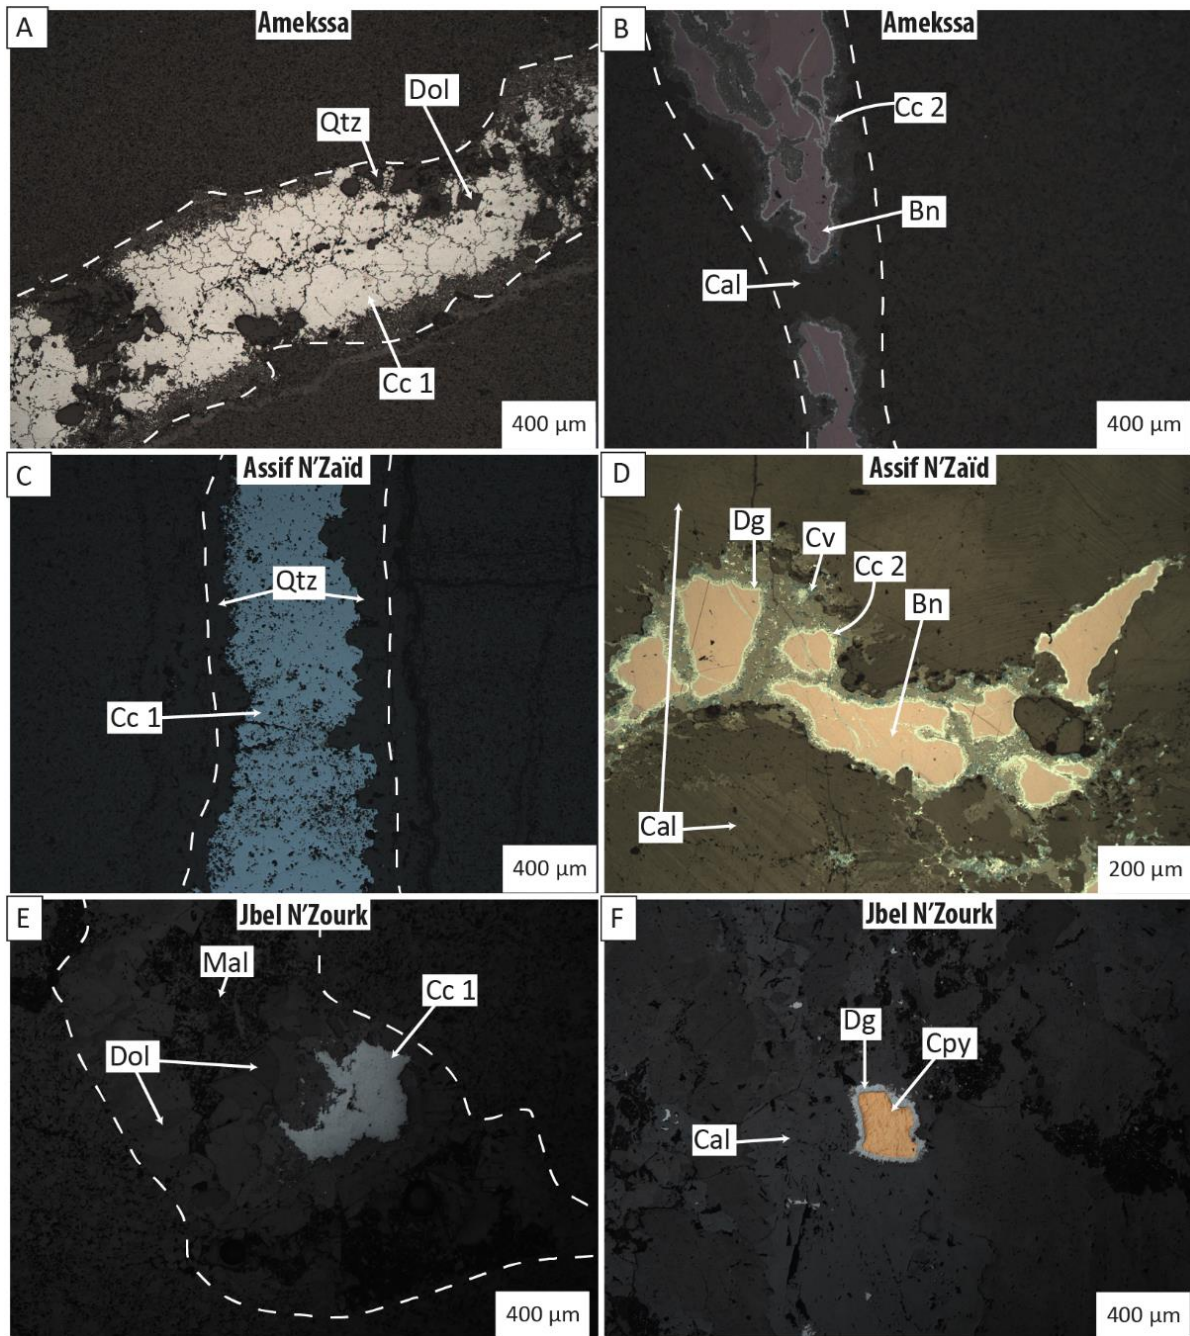 A
Amekssa
Dol
Qtz
Cc 1
400 µm
B
Amekssa
Cc 2
Bn
Cal
400 µm
C
Assif N'Zaïd
Qtz
Cc 1
400 µm
D
Assif N'Zaïd
Dg
Cv
Cc 2
Bn
Cal
200 µm
E
Jbel N'Zourk
Mal
Cc 1
Dol
400 µm
F
Jbel N'Zourk
Dg
Cpy
Cal
400 µm